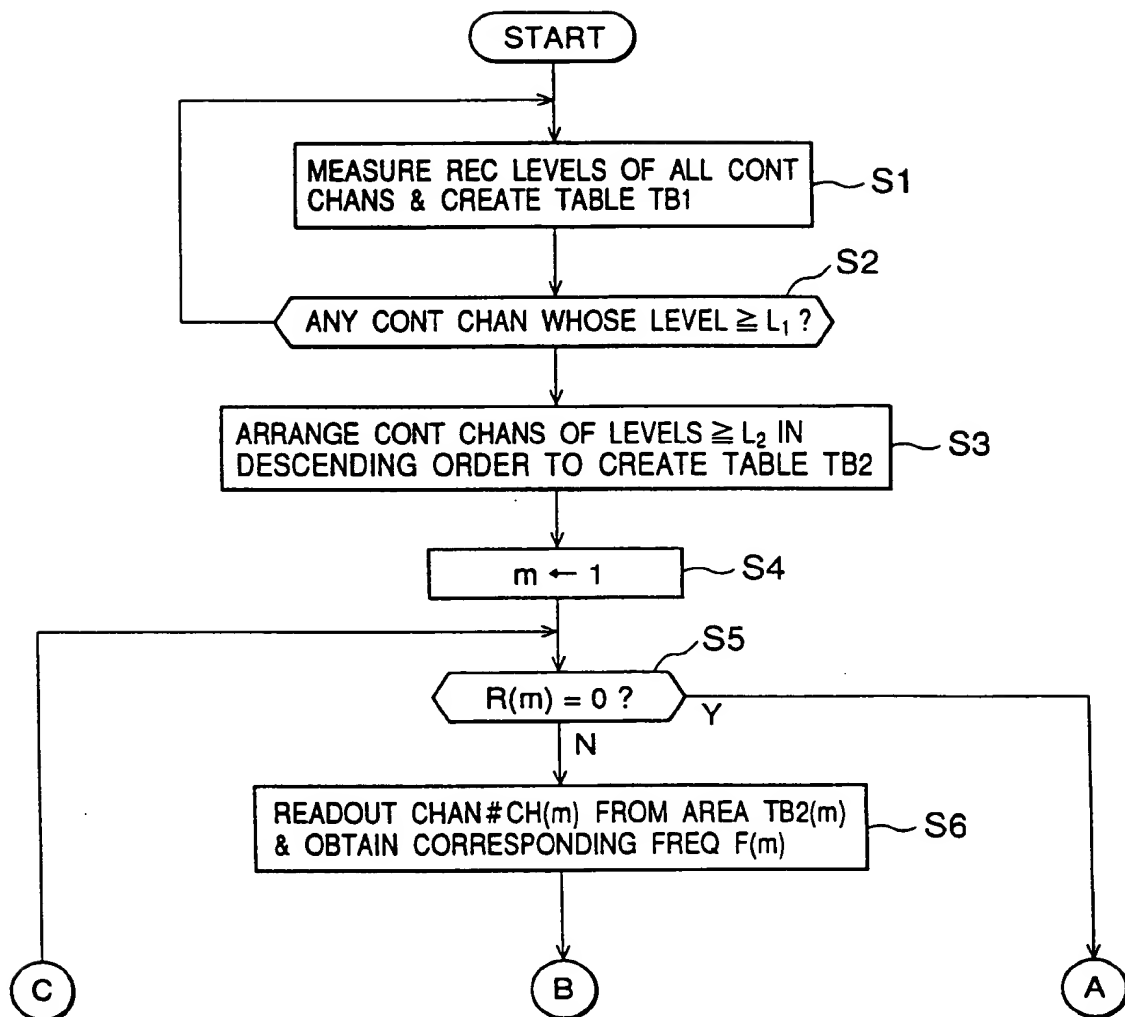 START
MEASURE REC LEVELS OF ALL CONT
CHANS & CREATE TABLE TB1
S1
S2
ANY CONT CHAN WHOSE LEVEL ≧ L₁ ?
ARRANGE CONT CHANS OF LEVELS ≧ L₂ IN
DESCENDING ORDER TO CREATE TABLE TB2
S3
m ← 1
S4
S5
R(m) = 0 ?
Y
N
READOUT CHAN#CH(m) FROM AREA TB2(m)
& OBTAIN CORRESPONDING FREQ F(m)
S6
C
B
A